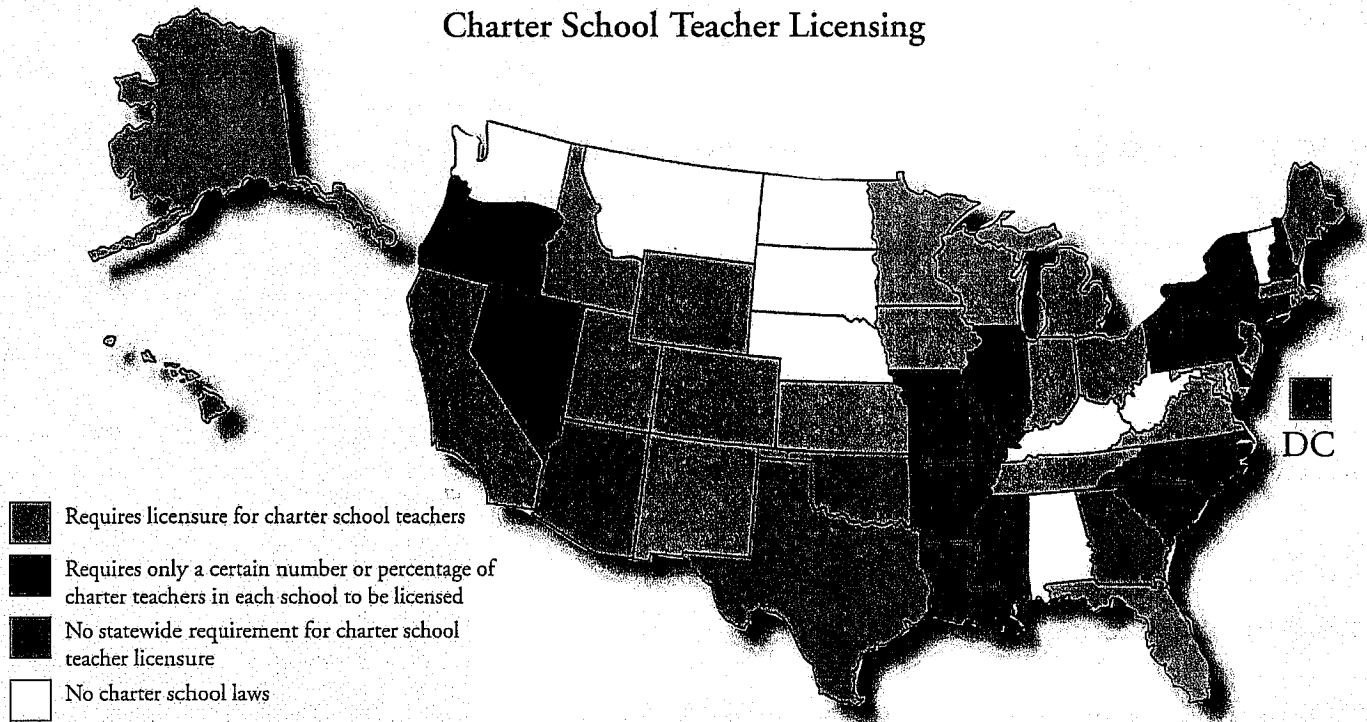 Charter School Teacher Licensing
DC
Requires licensure for charter school teachers
Requires only a certain number or percentage of
charter teachers in each school to be licensed
No statewide requirement for charter school
teacher licensure
No charter school laws